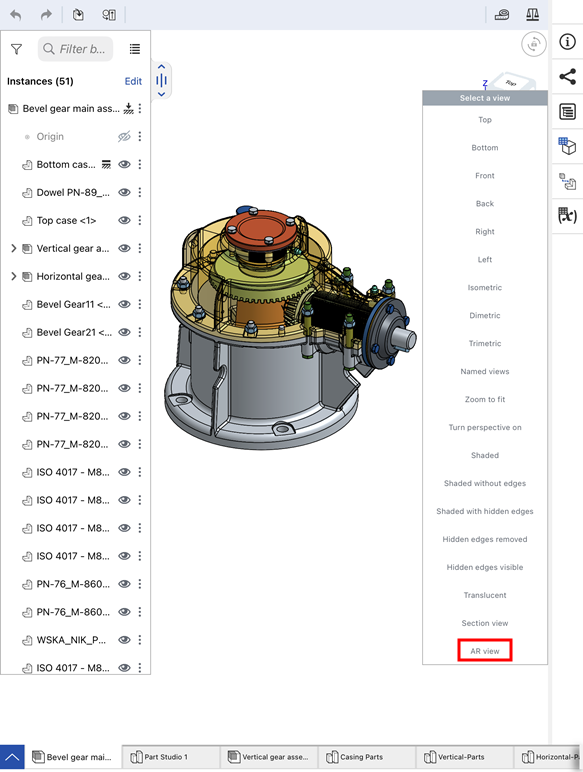 Filter b...
Instances (51)
Edit
Bevel gear main ass...
Origin
Bottom cas...
Dowel PN-89_...
Top case <1>
Vertical gear a...
Horizontal gea...
Bevel Gear11 <...
Bevel Gear21 <...
PN-77_M-820...
PN-77_M-820...
PN-77_M-820...
PN-77_M-820...
ISO 4017 - M8...
ISO 4017 - M8...
ISO 4017 - M8...
ISO 4017 - M8...
PN-76_M-860...
PN-76_M-860...
WSKA_NIK_P...
ISO 4017 - M8...
Z
Top
Select a view
Top
Bottom
Front
Back
Right
Left
Isometric
Dimetric
Trimetric
Named views
Zoom to fit
Turn perspective on
Shaded
Shaded without edges
Shaded with hidden edges
Hidden edges removed
Hidden edges visible
Translucent
Section view
AR view
(x)
Bevel gear mai...
Part Studio 1
Vertical gear asse...
Casing Parts
Vertical-Parts
Horizontal-P